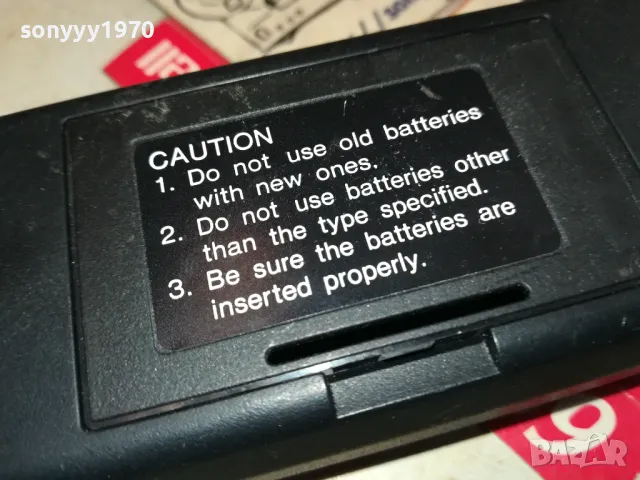 sonyyy1970
CAUTION
1. Do not use old batteries
with new ones.
2. Do not use batteries other
than the type specified.
3. Be sure the batteries are
inserted properly.
BAZAR